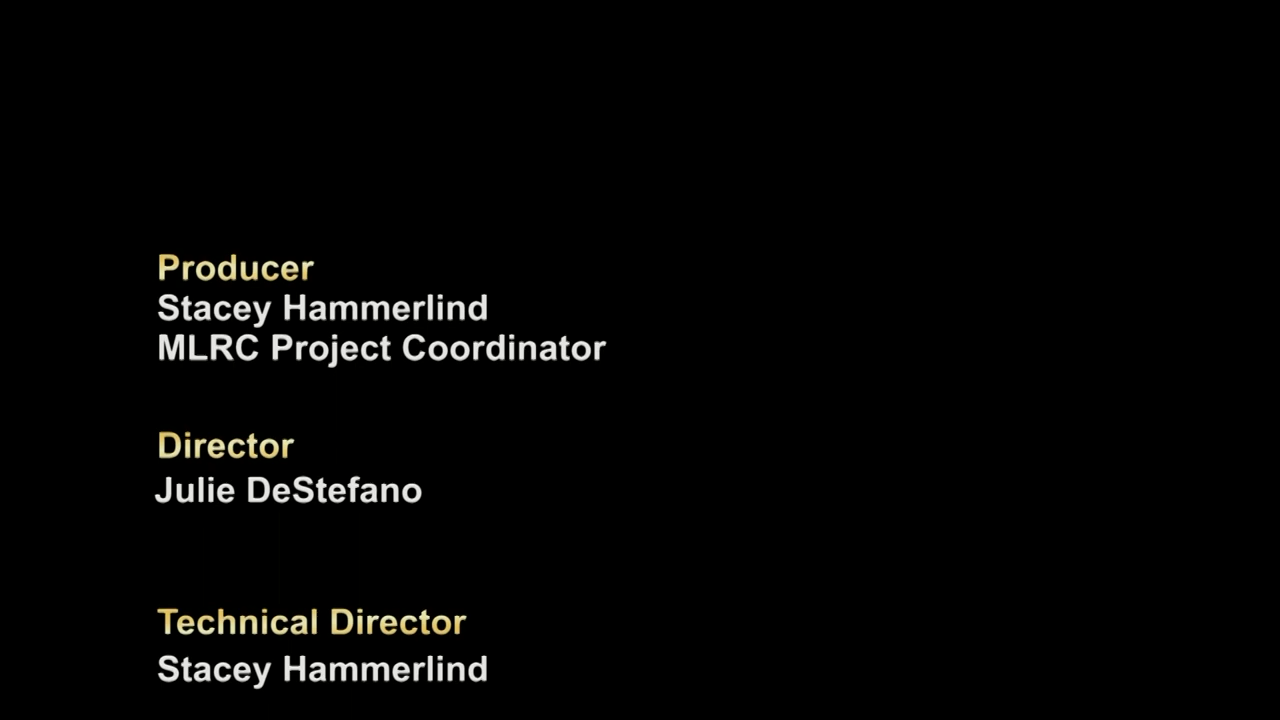 Producer
Stacey Hammerlind
MLRC Project Coordinator
Director
Julie DeStefano
Technical Director
Stacey Hammerlind